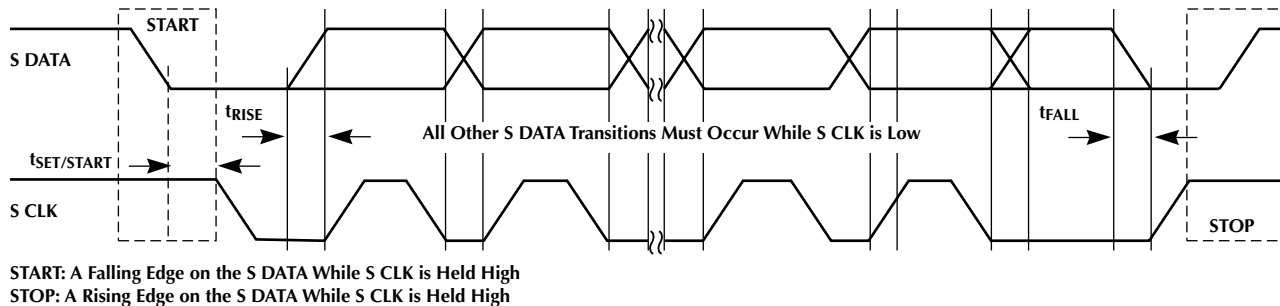 START
S DATA
tRISE
All Other S DATA Transitions Must Occur While S CLK is Low
tFALL
tSET/START
S CLK
STOP
START: A Falling Edge on the S DATA While S CLK is Held High
STOP: A Rising Edge on the S DATA While S CLK is Held High